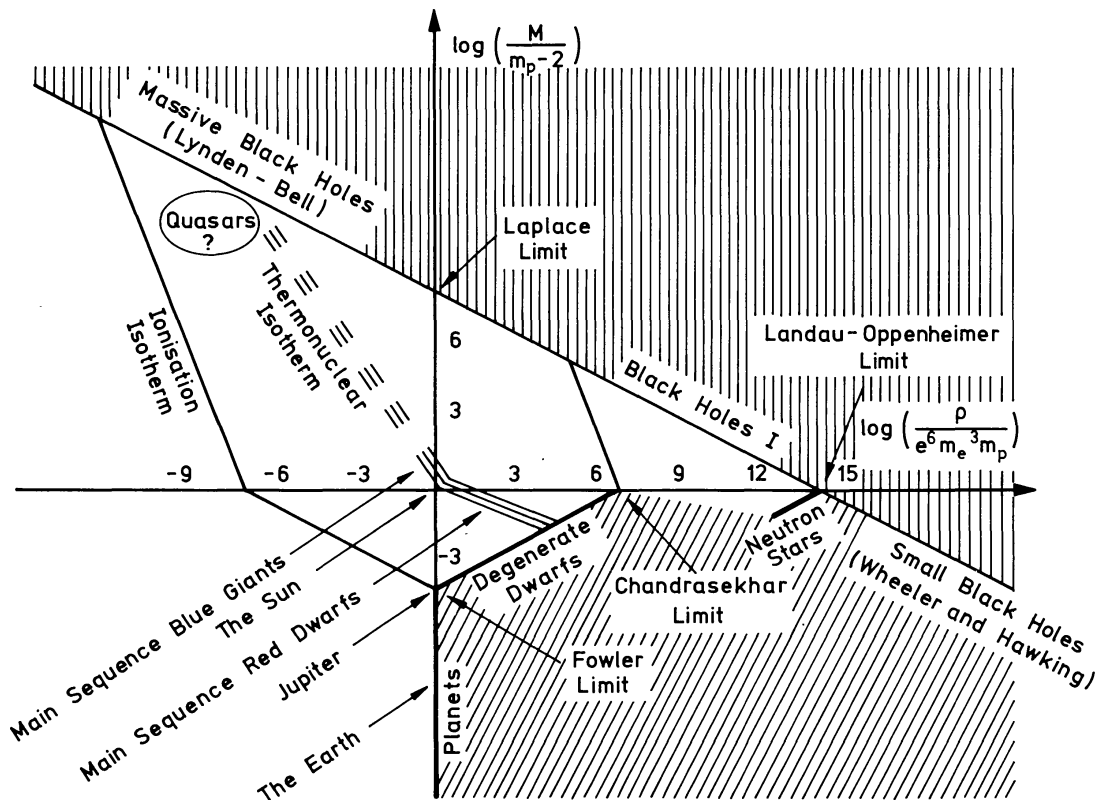 log ( M / m_p-2 )
Massive Black Holes
(Lynden - Bell)
Quasars
?
Laplace
Limit
Thermonuclear
Isotherm
Ionisation
Isotherm
Landau-Oppenheimer
Limit
Black Holes I
log ( ρ / e^6 m_e^3 m_p )
6
3
-9
-6
-3
3
6
9
12
15
-3
Degenerate
Dwarfs
Neutron
Stars
Chandrasekhar
Limit
Small Black Holes
(Wheeler and Hawking)
Fowler
Limit
Planets
Main Sequence Blue Giants
The Sun
Main Sequence Red Dwarfs
Jupiter
The Earth